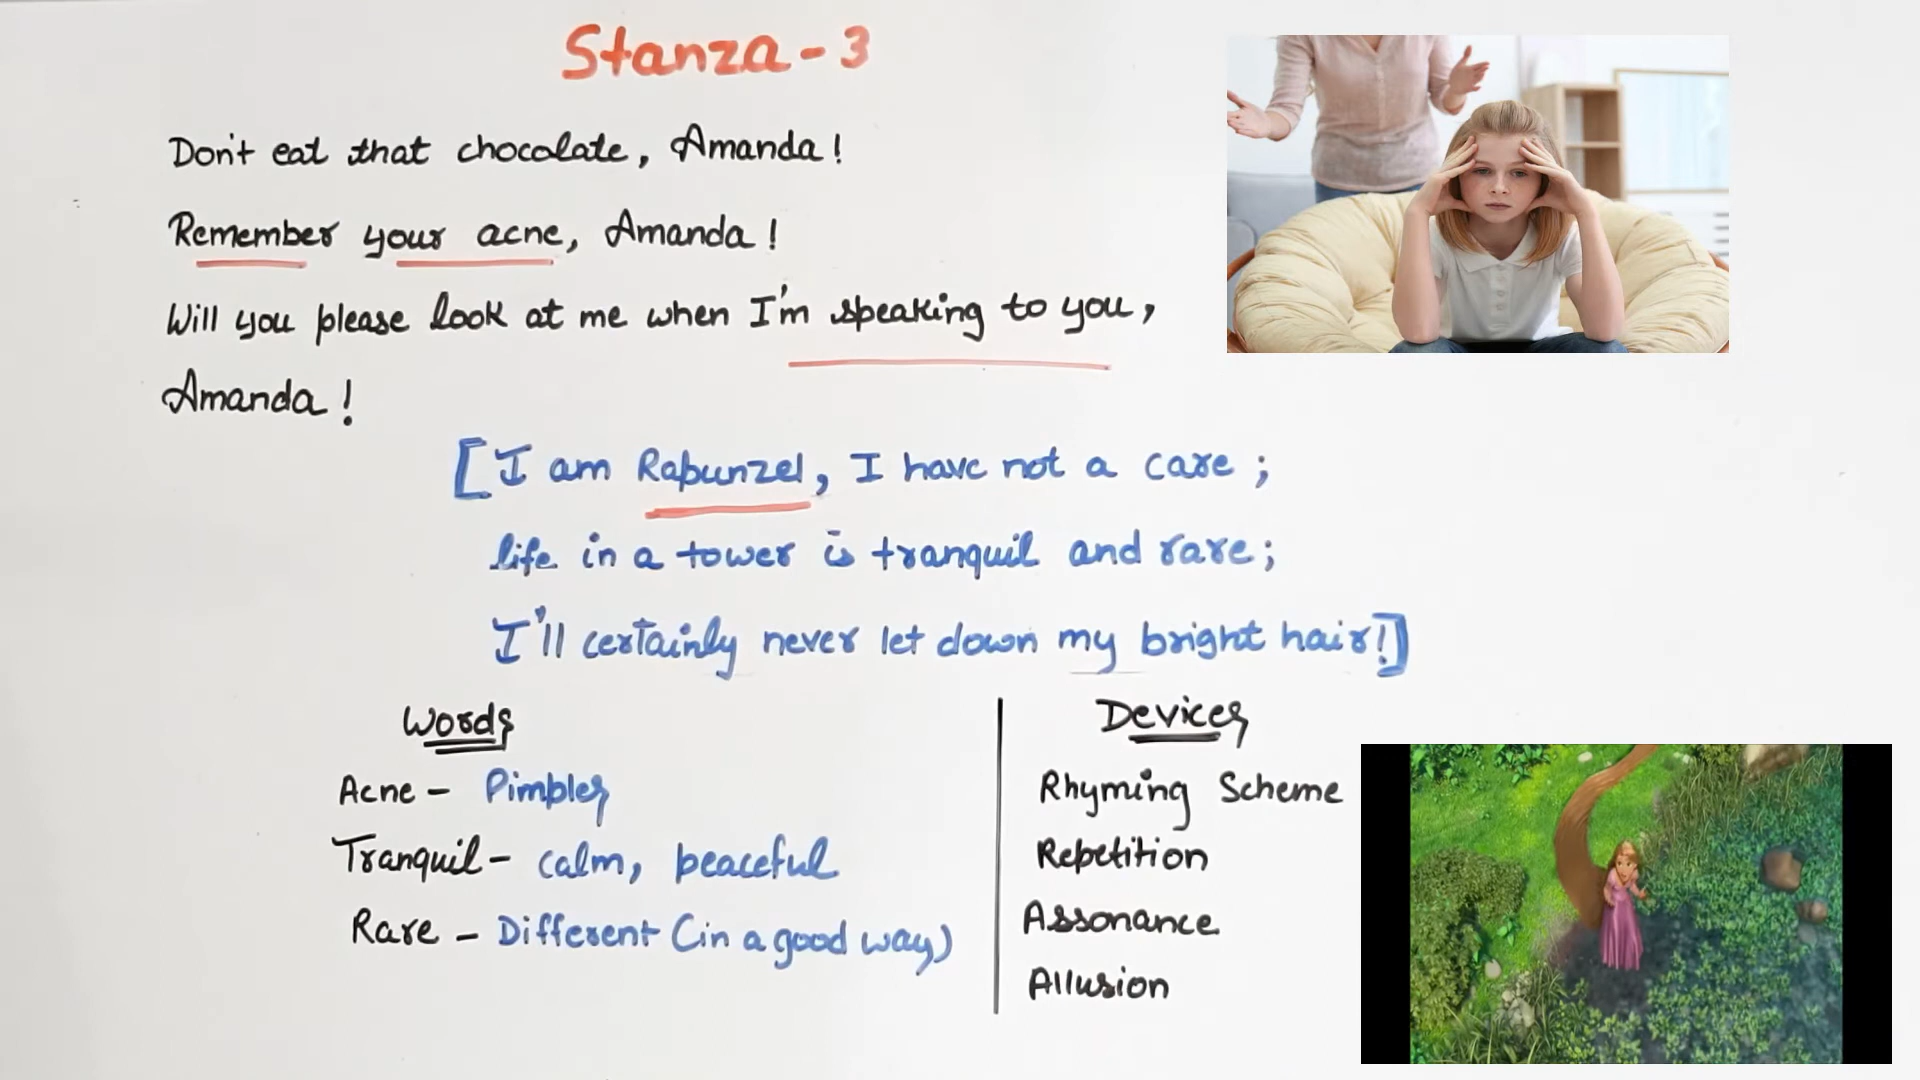 Stanza-3
Don't eat that chocolate, Amanda!
Remember your acne, Amanda!
Will you please look at me when I'm speaking to you,
Amanda!
[I am Rapunzel, I have not a care;
life in a tower is tranquil and rare;
I'll certainly never let down my bright hair!]
Words
Acne - Pimples
Tranquil - calm, peaceful
Rare - Different (in a good way)
Devices
Rhyming Scheme
Repetition
Assonance
Allusion